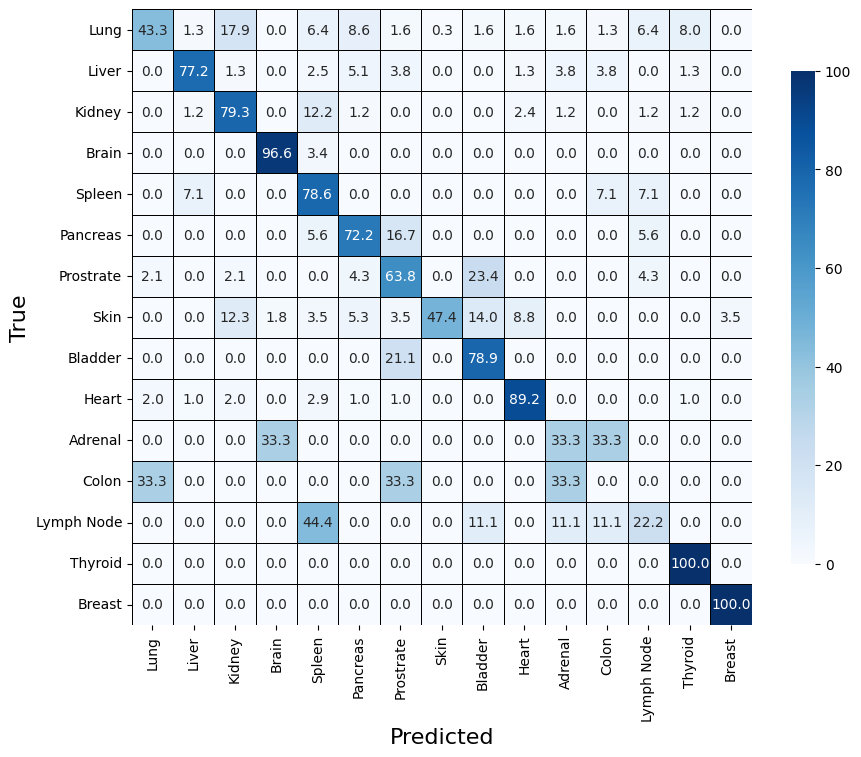 Lung 43.3 1.3 17.9 0.0 6.4 8.6 1.6 0.3 1.6 1.6 1.6 1.3 6.4 8.0 0.0
Liver 0.0 77.2 1.3 0.0 2.5 5.1 3.8 0.0 0.0 1.3 3.8 3.8 0.0 1.3 0.0
Kidney 0.0 1.2 79.3 0.0 12.2 1.2 0.0 0.0 0.0 2.4 1.2 0.0 1.2 1.2 0.0
Brain 0.0 0.0 0.0 96.6 3.4 0.0 0.0 0.0 0.0 0.0 0.0 0.0 0.0 0.0 0.0
Spleen 0.0 7.1 0.0 0.0 78.6 0.0 0.0 0.0 0.0 0.0 0.0 7.1 7.1 0.0 0.0
Pancreas 0.0 0.0 0.0 0.0 5.6 72.2 16.7 0.0 0.0 0.0 0.0 0.0 5.6 0.0 0.0
Prostrate 2.1 0.0 2.1 0.0 0.0 4.3 63.8 0.0 23.4 0.0 0.0 0.0 4.3 0.0 0.0
Skin 0.0 0.0 12.3 1.8 3.5 5.3 3.5 47.4 14.0 8.8 0.0 0.0 0.0 0.0 3.5
Bladder 0.0 0.0 0.0 0.0 0.0 0.0 21.1 0.0 78.9 0.0 0.0 0.0 0.0 0.0 0.0
Heart 2.0 1.0 2.0 0.0 2.9 1.0 1.0 0.0 0.0 89.2 0.0 0.0 0.0 1.0 0.0
Adrenal 0.0 0.0 0.0 33.3 0.0 0.0 0.0 0.0 0.0 0.0 33.3 33.3 0.0 0.0 0.0
Colon 33.3 0.0 0.0 0.0 0.0 0.0 33.3 0.0 0.0 0.0 33.3 0.0 0.0 0.0 0.0
Lymph Node 0.0 0.0 0.0 0.0 44.4 0.0 0.0 0.0 11.1 0.0 11.1 11.1 22.2 0.0 0.0
Thyroid 0.0 0.0 0.0 0.0 0.0 0.0 0.0 0.0 0.0 0.0 0.0 0.0 0.0 100.0 0.0
Breast 0.0 0.0 0.0 0.0 0.0 0.0 0.0 0.0 0.0 0.0 0.0 0.0 0.0 0.0 100.0
Lung Liver Kidney Brain Spleen Pancreas Prostrate Skin Bladder Heart Adrenal Colon Lymph Node Thyroid Breast
Predicted
True
100
80
60
40
20
0